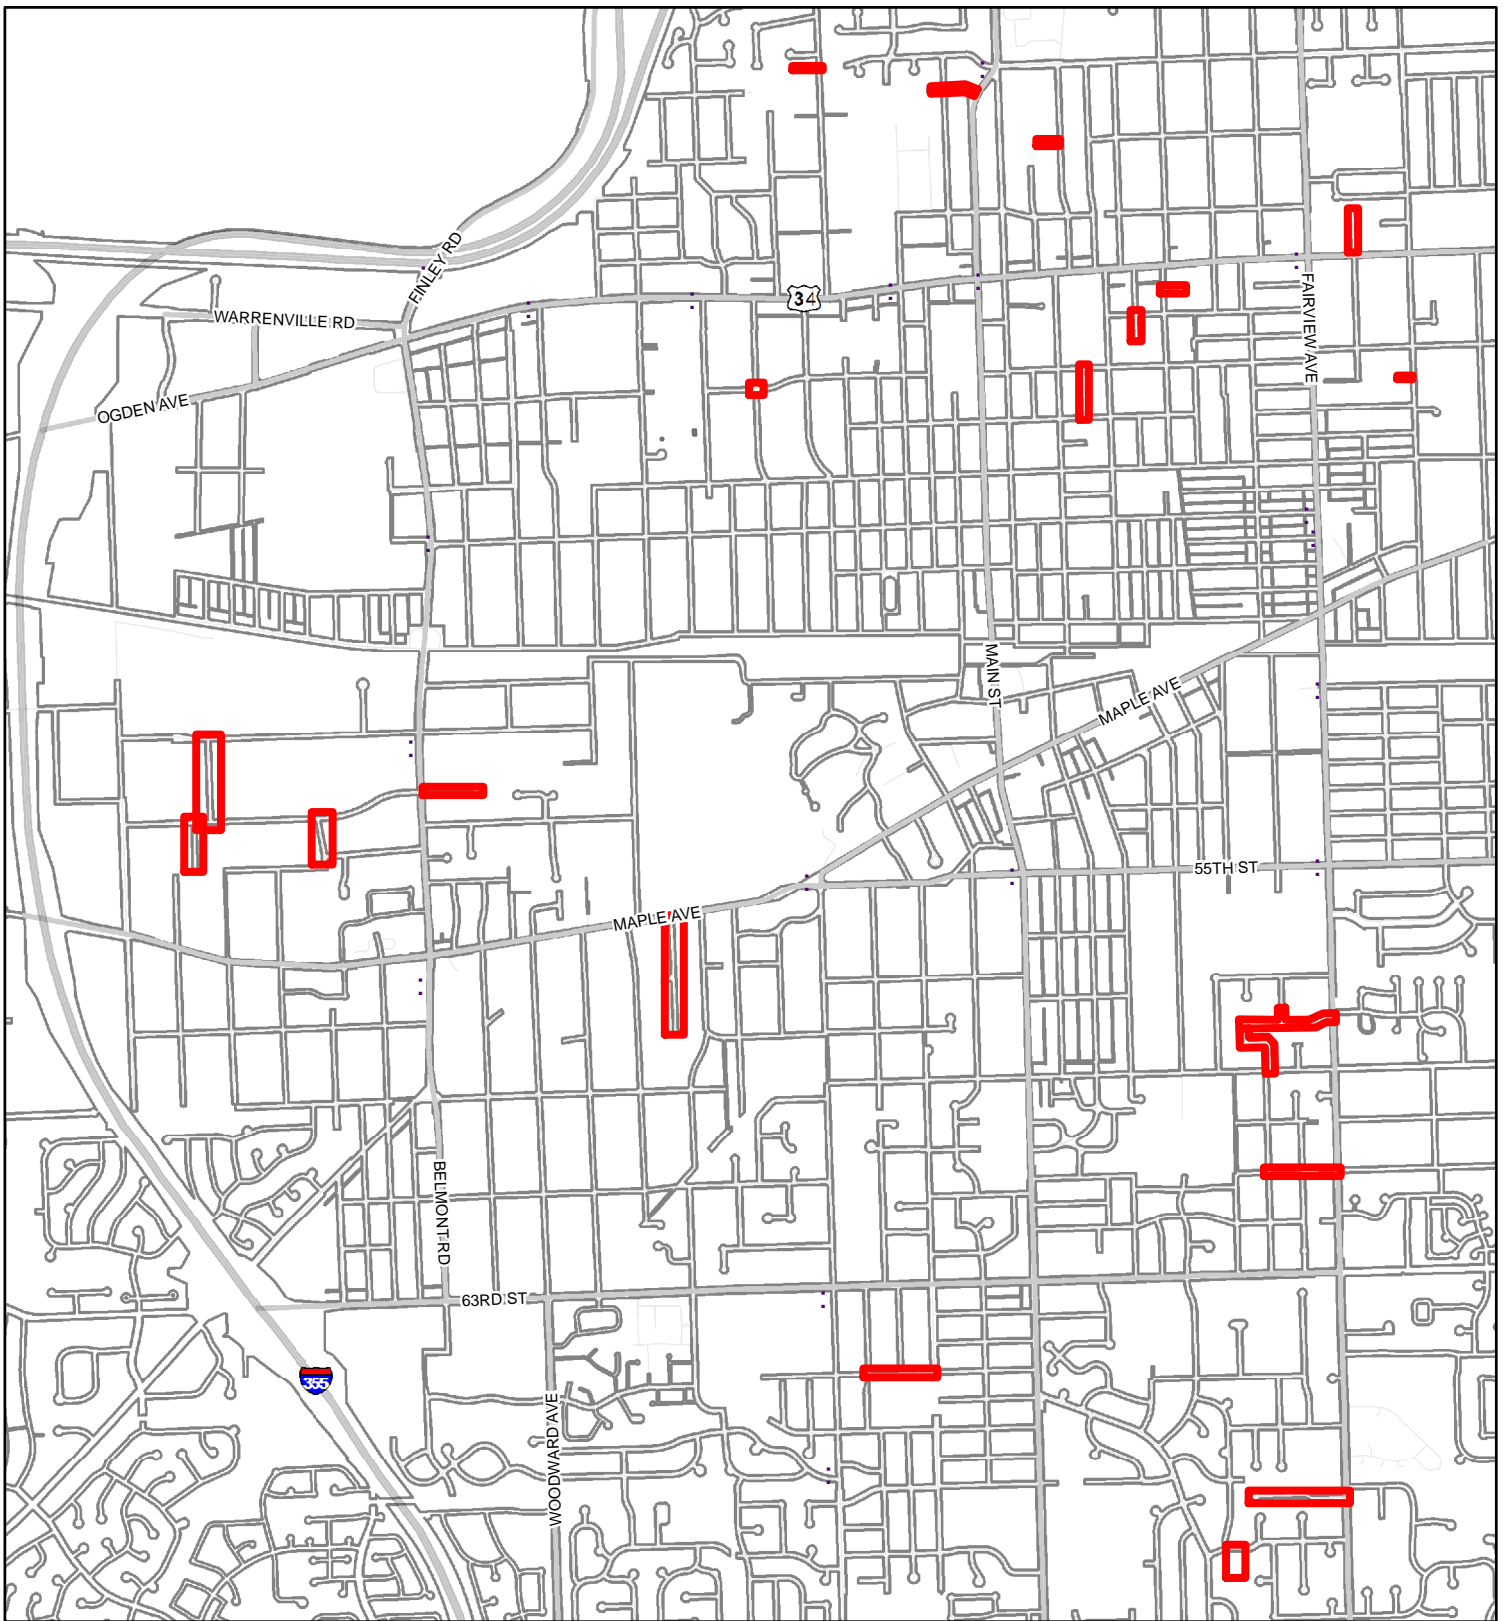 FINLEY RD
34
WARRENVILLE RD
FAIRVIEW AVE
OGDEN AVE
MAIN ST
MAPLE AVE
55TH ST
MAPLE AVE
BELMONT RD
63RD ST
355
WOODWARD AVE